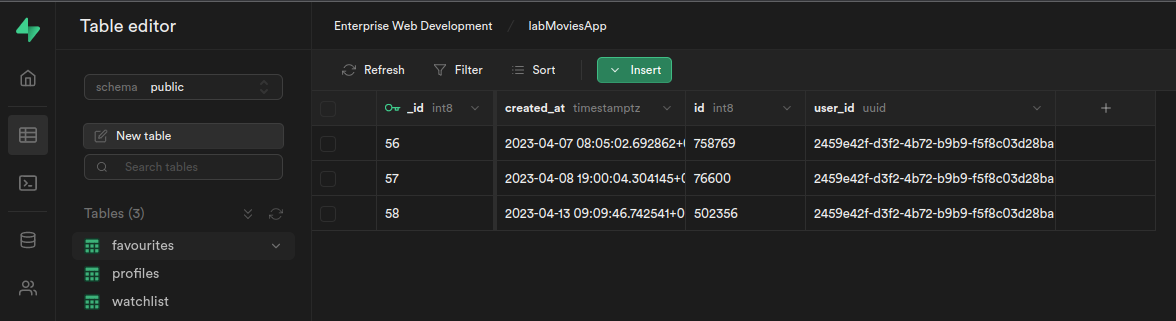 Table editor
Enterprise Web Development / labMoviesApp
schema public
Refresh Filter Sort Insert
New table
Search tables
Tables (3)
favourites
profiles
watchlist
_id int8 created_at timestamptz id int8 user_id uuid
56 2023-04-07 08:05:02.692862+ 758769 2459e42f-d3f2-4b72-b9b9-f5f8c03d28ba
57 2023-04-08 19:00:04.304145+0 76600 2459e42f-d3f2-4b72-b9b9-f5f8c03d28ba
58 2023-04-13 09:09:46.742541+0 502356 2459e42f-d3f2-4b72-b9b9-f5f8c03d28ba